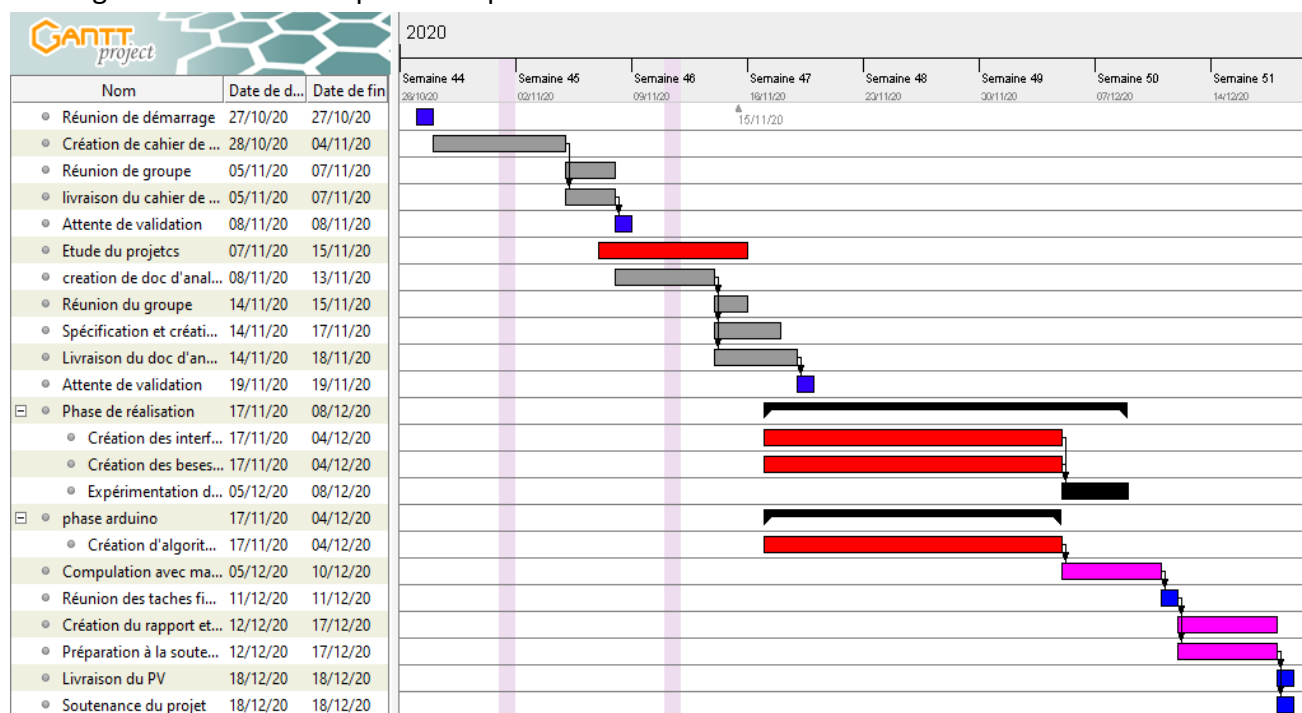 GANTT
project
2020
Semaine 44 Semaine 45 Semaine 46 Semaine 47 Semaine 48 Semaine 49 Semaine 50 Semaine 51
26/10/20 02/11/20 09/11/20 16/11/20 23/11/20 30/11/20 07/12/20 14/12/20
Nom Date de d... Date de fin
15/11/20
Réunion de démarrage 27/10/20 27/10/20
Création de cahier de ... 28/10/20 04/11/20
Réunion de groupe 05/11/20 07/11/20
livraison du cahier de ... 05/11/20 07/11/20
Attente de validation 08/11/20 08/11/20
Etude du projetcs 07/11/20 15/11/20
creation de doc d'anal... 08/11/20 13/11/20
Réunion du groupe 14/11/20 15/11/20
Spécification et créati... 14/11/20 17/11/20
Livraison du doc d'an... 14/11/20 18/11/20
Attente de validation 19/11/20 19/11/20
Phase de réalisation 17/11/20 08/12/20
Création des interf... 17/11/20 04/12/20
Création des beses... 17/11/20 04/12/20
Expérimentation d... 05/12/20 08/12/20
phase arduino 17/11/20 04/12/20
Création d'algorit... 17/11/20 04/12/20
Compulation avec ma... 05/12/20 10/12/20
Réunion des taches fi... 11/12/20 11/12/20
Création du rapport et... 12/12/20 17/12/20
Préparation à la soute... 12/12/20 17/12/20
Livraison du PV 18/12/20 18/12/20
Soutenance du projet 18/12/20 18/12/20